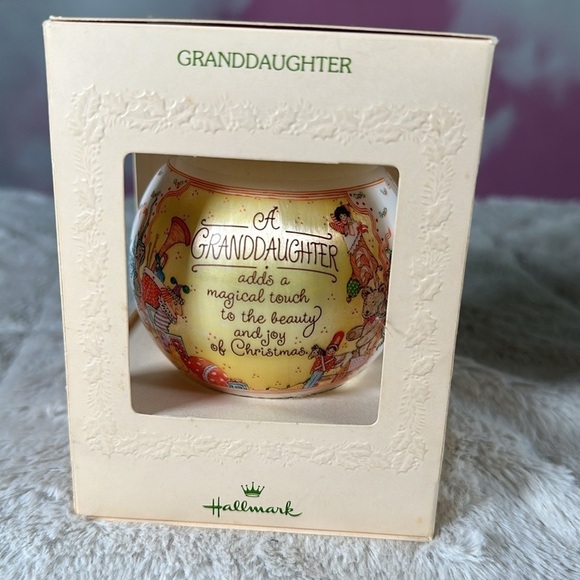 GRANDDAUGHTER
A
GRANDDAUGHTER
adds a
magical touch
to the beauty
and joy
of Christmas.
Hallmark